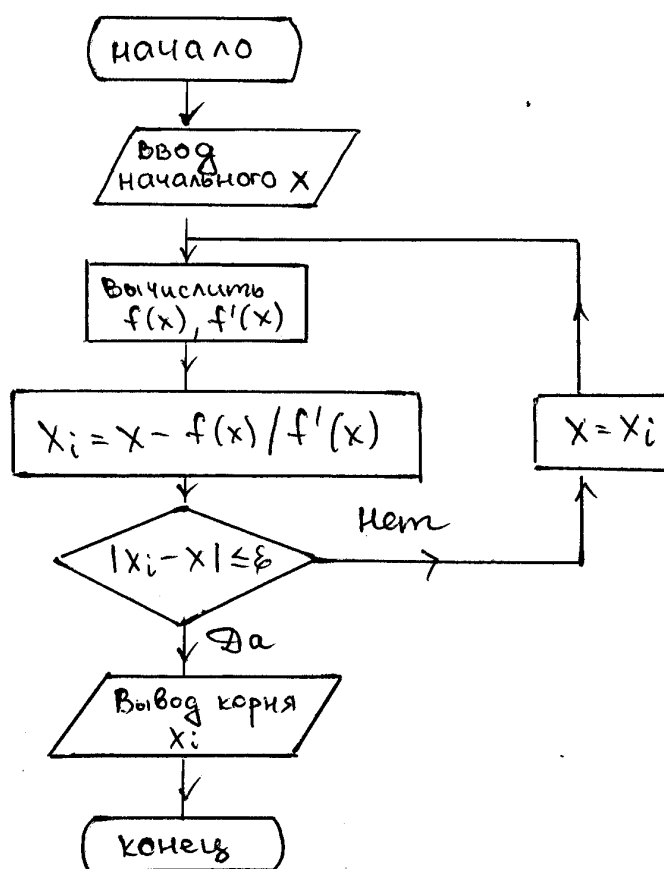 начало
Ввод
начального x
Вычислить
f(x), f'(x)
Xi = X - f(x) / f'(x)
X = Xi
|Xi - X| ≤ ε
Нет
Да
Вывод корня
Xi
конец